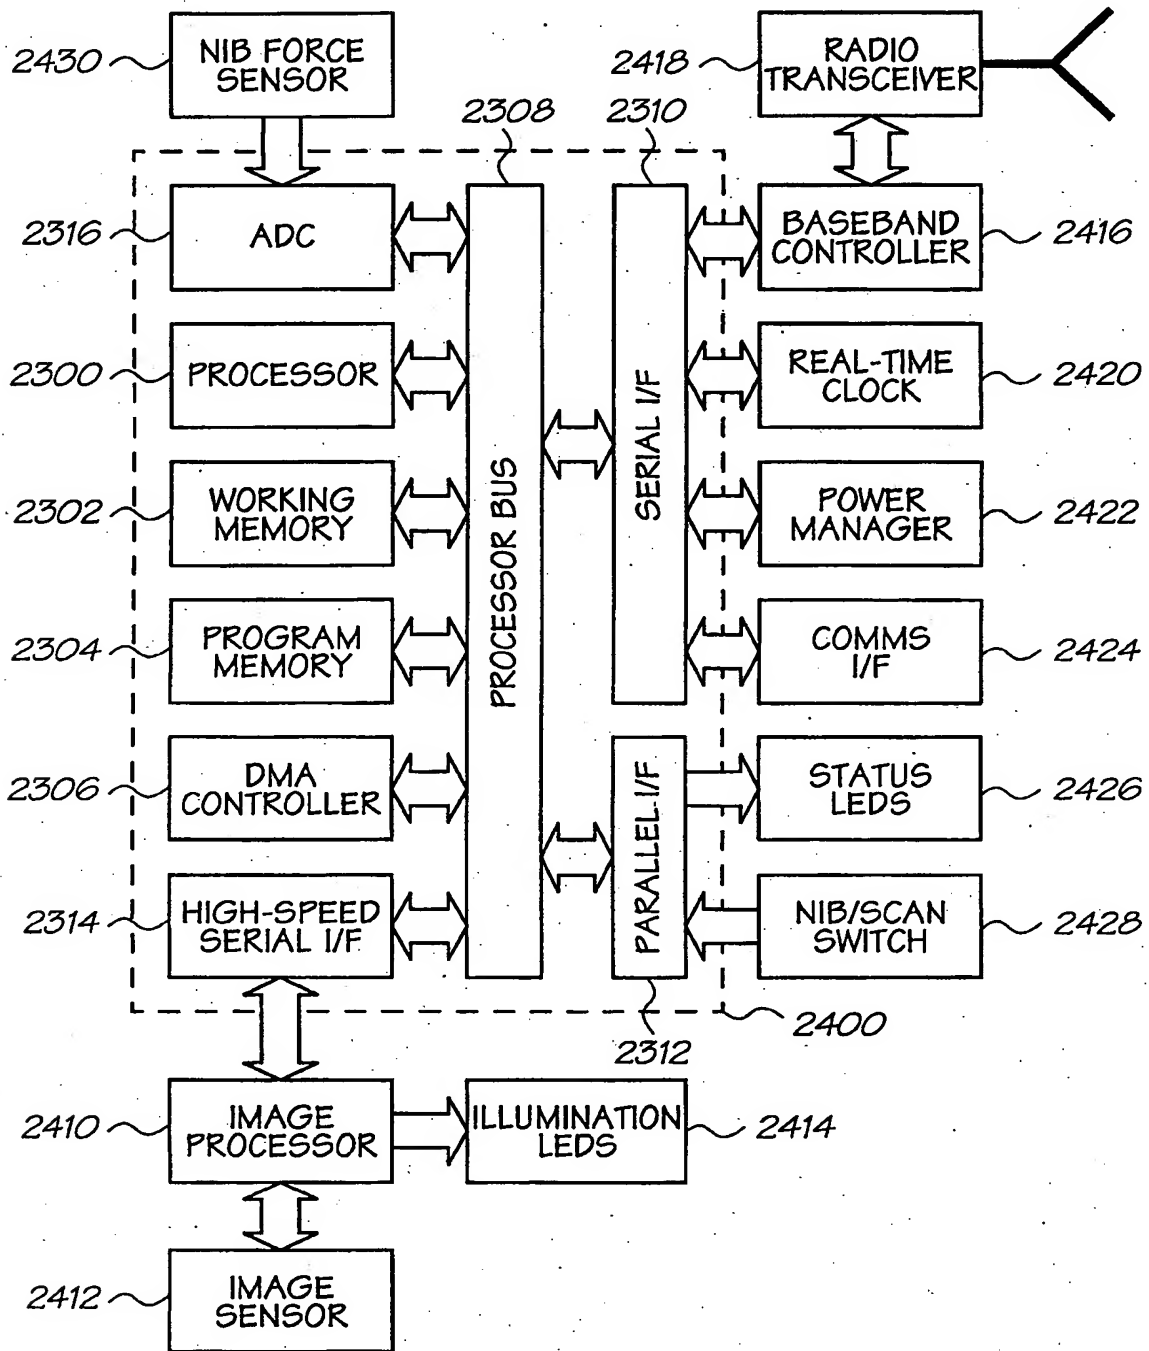 2430
NIB FORCE
SENSOR
2418
RADIO
TRANSCEIVER
2308
2310
2316
ADC
BASEBAND
CONTROLLER
2416
2300
PROCESSOR
REAL-TIME
CLOCK
2420
2302
WORKING
MEMORY
PROCESSOR BUS
SERIAL I/F
POWER
MANAGER
2422
2304
PROGRAM
MEMORY
COMMS
I/F
2424
2306
DMA
CONTROLLER
PARALLEL I/F
STATUS
LEDS
2426
2314
HIGH-SPEED
SERIAL I/F
NIB/SCAN
SWITCH
2428
2312
2400
2410
IMAGE
PROCESSOR
ILLUMINATION
LEDS
2414
2412
IMAGE
SENSOR